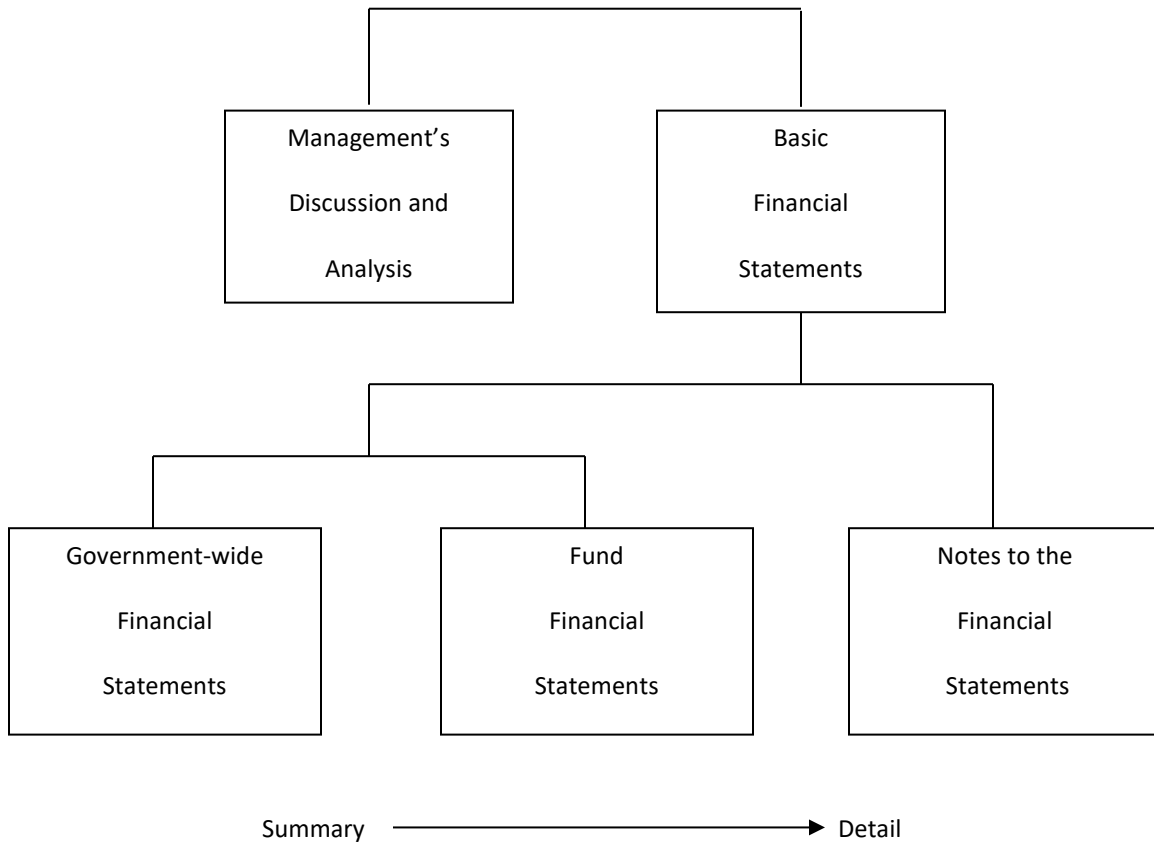 Management’s
Discussion and
Analysis
Basic
Financial
Statements
Government-wide
Financial
Statements
Fund
Financial
Statements
Notes to the
Financial
Statements
Summary
Detail